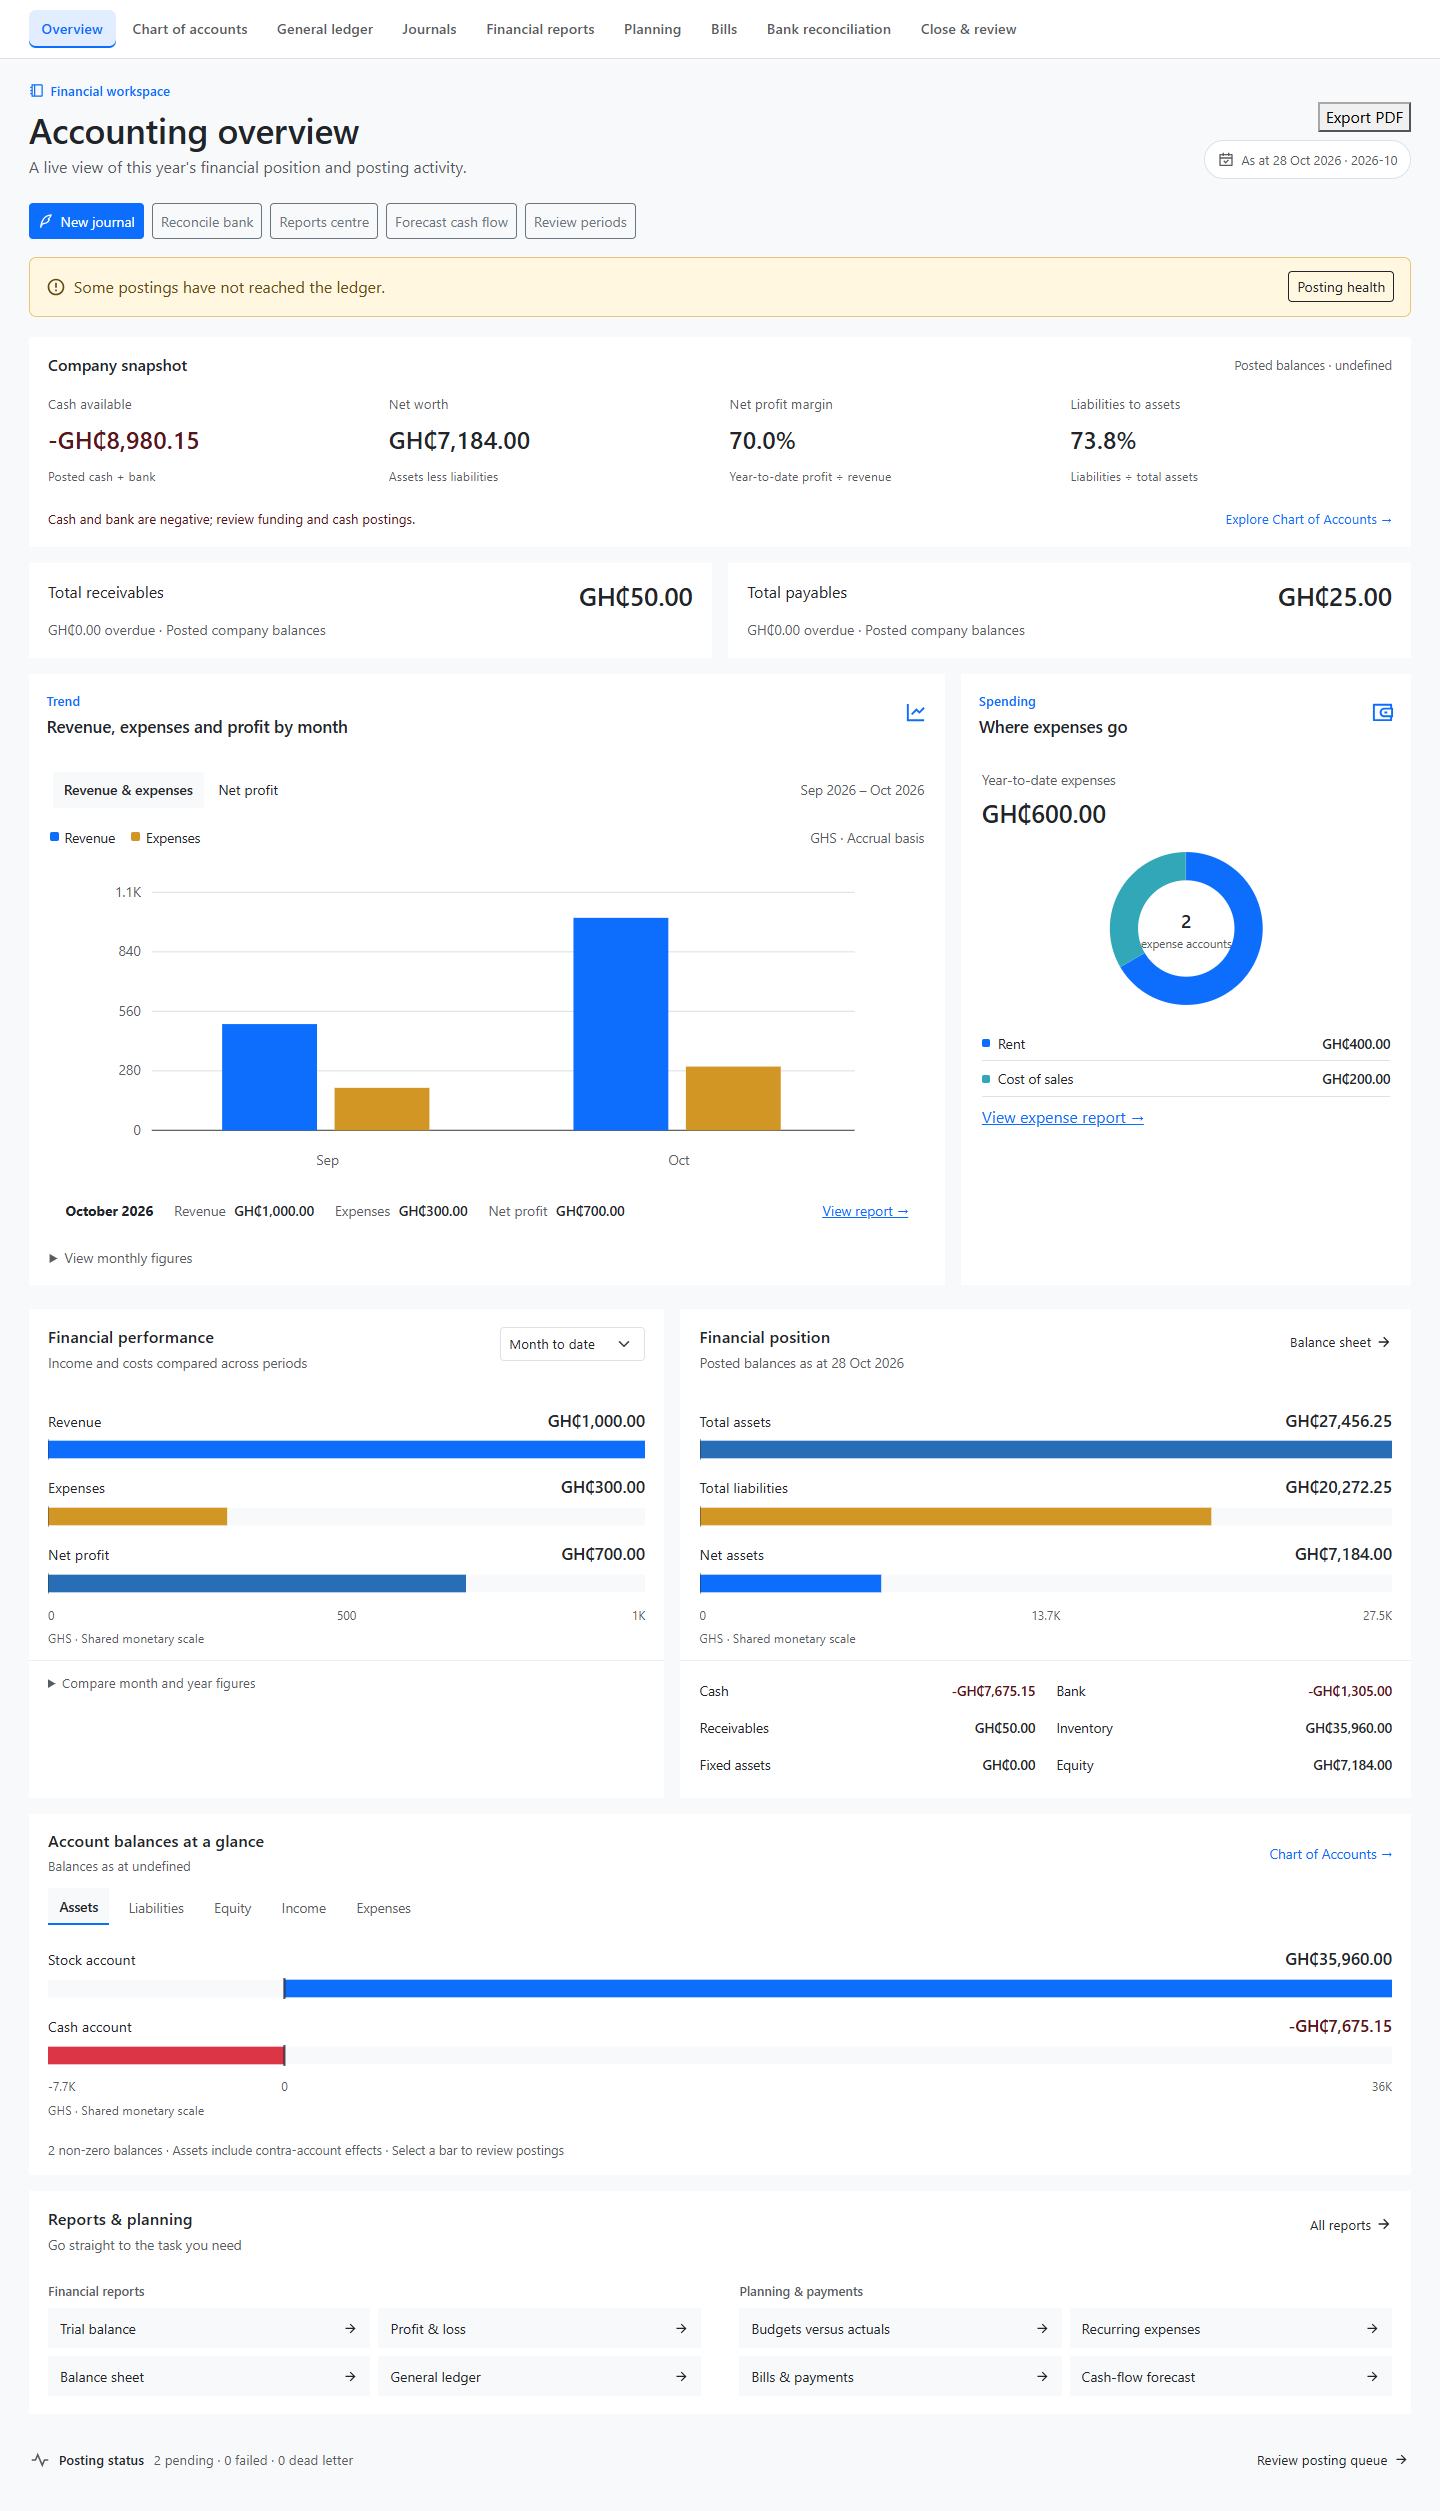 Overview Chart of accounts General ledger Journals Financial reports Planning Bills Bank reconciliation Close & review
Financial workspace
Accounting overview
A live view of this year's financial position and posting activity.
Export PDF
As at 28 Oct 2026 · 2026-10
New journal Reconcile bank Reports centre Forecast cash flow Review periods
Some postings have not reached the ledger. Posting health
Company snapshot Posted balances · undefined
Cash available Net worth Net profit margin Liabilities to assets
-GH₵8,980.15 GH₵7,184.00 70.0% 73.8%
Posted cash + bank Assets less liabilities Year-to-date profit ÷ revenue Liabilities ÷ total assets
Cash and bank are negative; review funding and cash postings. Explore Chart of Accounts →
Total receivables GH₵50.00
GH₵0.00 overdue · Posted company balances
Total payables GH₵25.00
GH₵0.00 overdue · Posted company balances
Trend
Revenue, expenses and profit by month
Revenue & expenses Net profit Sep 2026 – Oct 2026
Revenue Expenses GHS · Accrual basis
1.1K
840
560
280
0
Sep Oct
October 2026 Revenue GH₵1,000.00 Expenses GH₵300.00 Net profit GH₵700.00 View report →
▶ View monthly figures
Spending
Where expenses go
Year-to-date expenses
GH₵600.00
2
expense accounts
Rent GH₵400.00
Cost of sales GH₵200.00
View expense report →
Financial performance Month to date
Income and costs compared across periods
Revenue GH₵1,000.00
Expenses GH₵300.00
Net profit GH₵700.00
0 500 1K
GHS · Shared monetary scale
▶ Compare month and year figures
Financial position Balance sheet →
Posted balances as at 28 Oct 2026
Total assets GH₵27,456.25
Total liabilities GH₵20,272.25
Net assets GH₵7,184.00
0 13.7K 27.5K
GHS · Shared monetary scale
Cash -GH₵7,675.15 Bank -GH₵1,305.00
Receivables GH₵50.00 Inventory GH₵35,960.00
Fixed assets GH₵0.00 Equity GH₵7,184.00
Account balances at a glance Chart of Accounts →
Balances as at undefined
Assets Liabilities Equity Income Expenses
Stock account GH₵35,960.00
Cash account -GH₵7,675.15
-7.7K 0 36K
GHS · Shared monetary scale
2 non-zero balances · Assets include contra-account effects · Select a bar to review postings
Reports & planning All reports →
Go straight to the task you need
Financial reports Planning & payments
Trial balance → Profit & loss → Budgets versus actuals → Recurring expenses →
Balance sheet → General ledger → Bills & payments → Cash-flow forecast →
Posting status 2 pending · 0 failed · 0 dead letter Review posting queue →